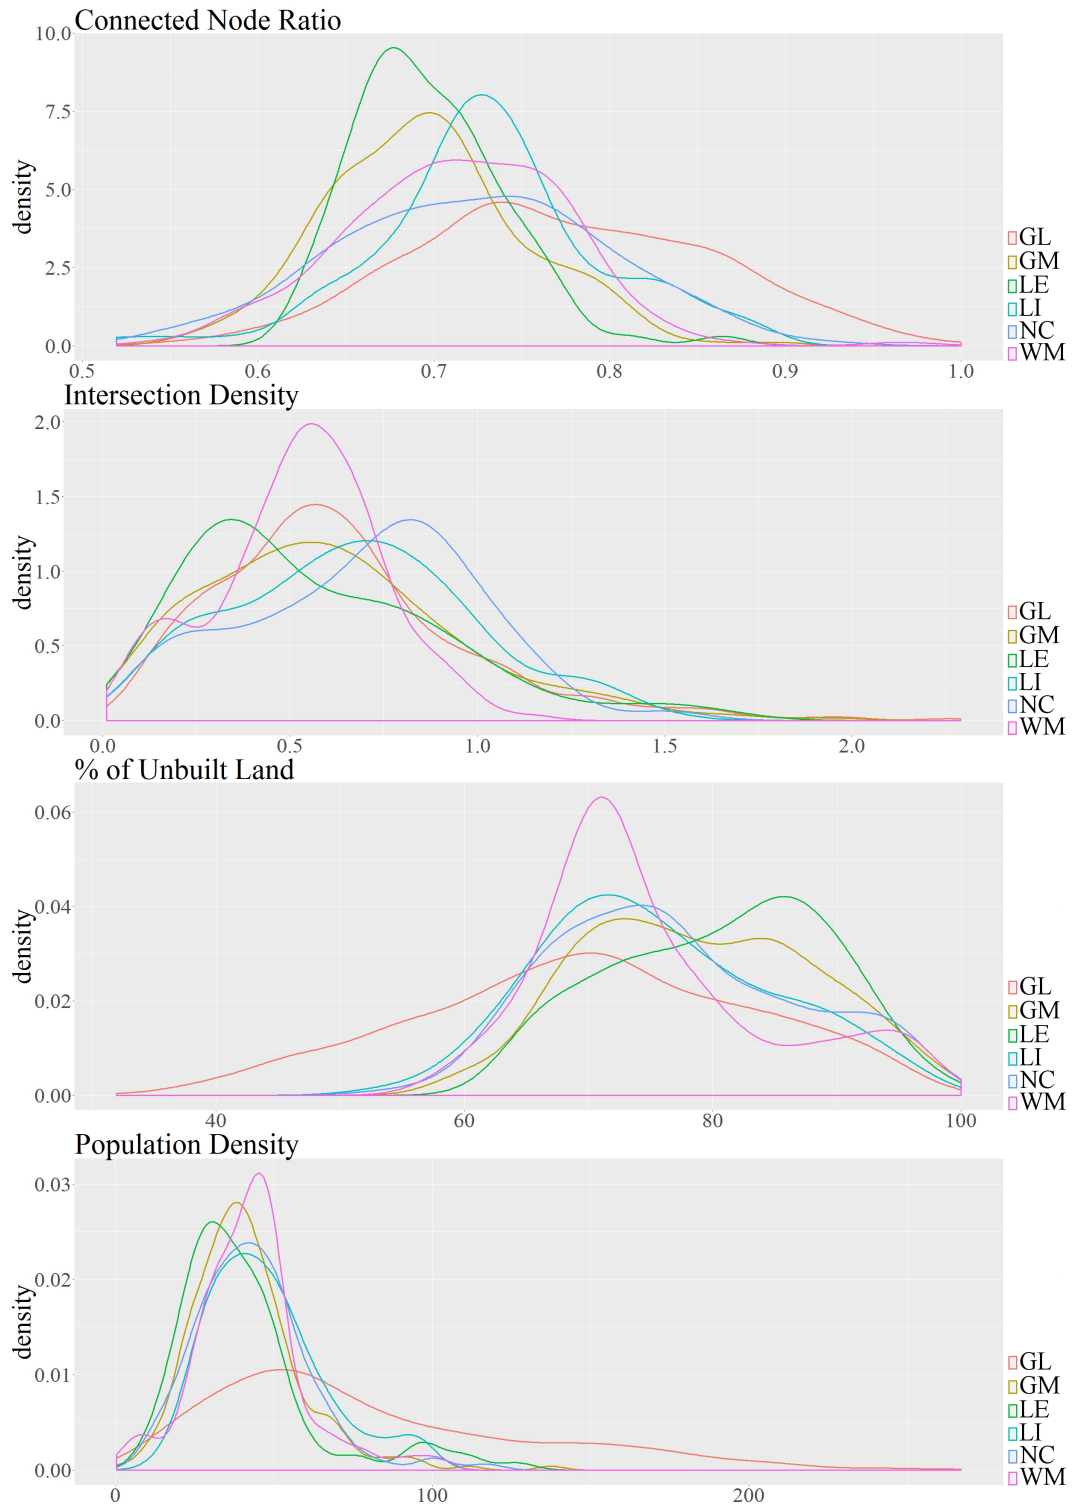 Connected Node Ratio
10.0
7.5
5.0
2.5
0.0
density
0.5 0.6 0.7 0.8 0.9 1.0
GL
GM
LE
LI
NC
WM
Intersection Density
2.0
1.5
1.0
0.5
0.0
density
0.0 0.5 1.0 1.5 2.0
GL
GM
LE
LI
NC
WM
% of Unbuilt Land
0.06
0.04
0.02
0.00
density
40 60 80 100
GL
GM
LE
LI
NC
WM
Population Density
0.03
0.02
0.01
0.00
density
0 100 200
GL
GM
LE
LI
NC
WM